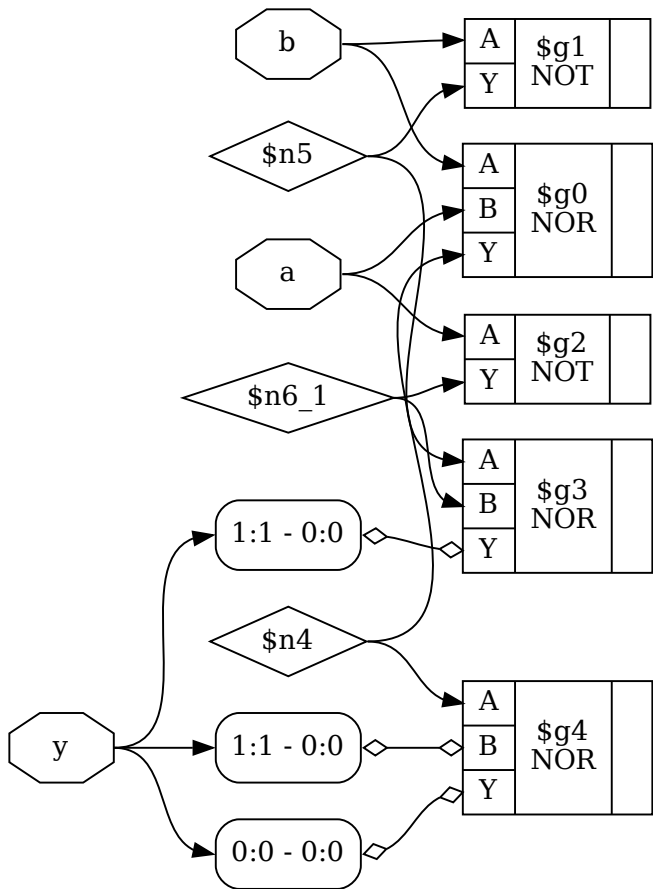 b
A
$g1
NOT
Y
$n5
A
$g0
NOR
B
Y
a
A
$g2
NOT
Y
$n6_1
A
$g3
NOR
B
Y
1:1 - 0:0
$n4
A
$g4
NOR
B
Y
y
1:1 - 0:0
0:0 - 0:0